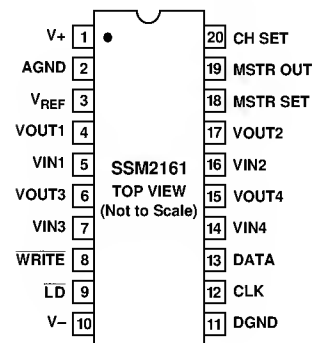 V+ 1 20 CH SET
AGND 2 19 MSTR OUT
VREF 3 18 MSTR SET
VOUT1 4 17 VOUT2
VIN1 5 16 VIN2
SSM2161
VOUT3 6 15 VOUT4
TOP VIEW
(Not to Scale)
VIN3 7 14 VIN4
WRITE 8 13 DATA
LD 9 12 CLK
V– 10 11 DGND